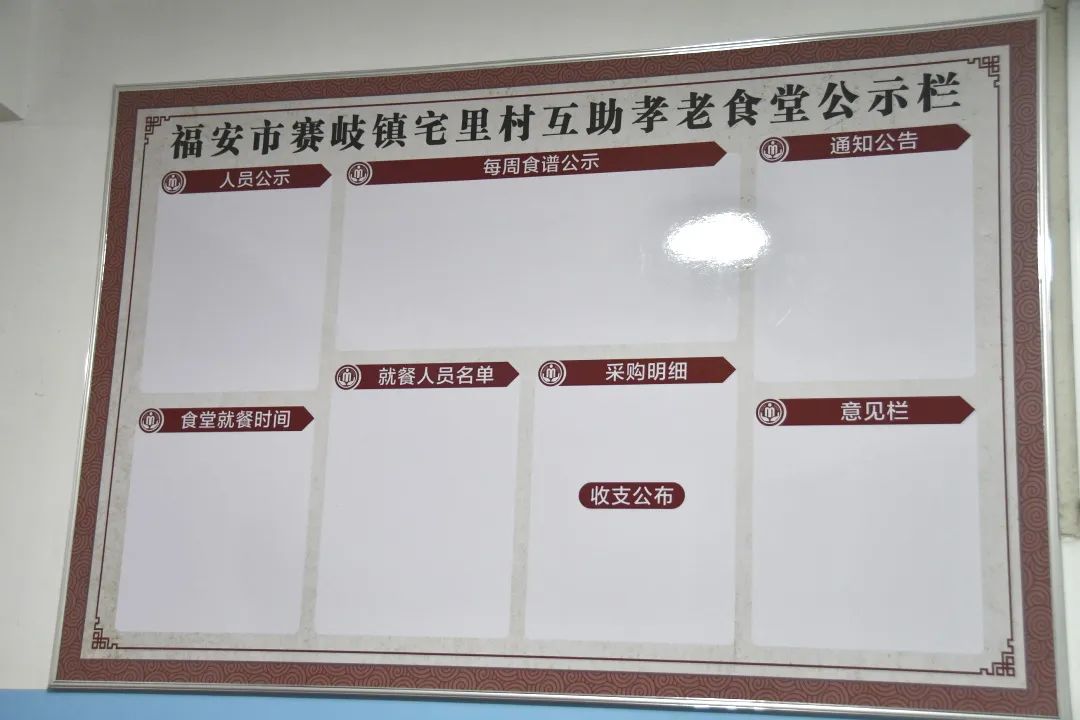 福安市赛岐镇宅里村互助孝老食堂公示栏
人员公示
每周食谱公示
通知公告
食堂就餐时间
就餐人员名单
采购明细
收支公布
意见栏